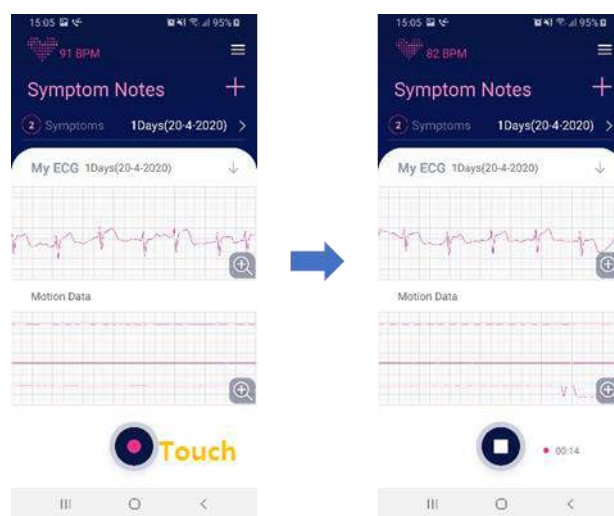 15:05
95%
91 BPM
Symptom Notes
2 Symptoms 1Days(20-4-2020)
My ECG 1Days(20-4-2020)
Motion Data
Touch
15:05
95%
82 BPM
Symptom Notes
2 Symptoms 1Days(20-4-2020)
My ECG 1Days(20-4-2020)
Motion Data
00:14